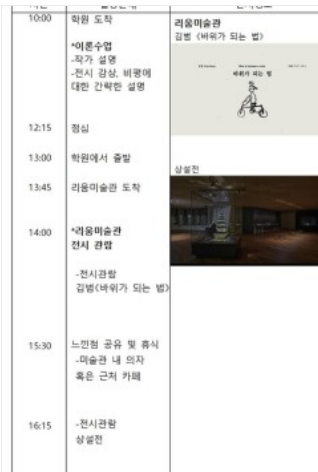 10:00
학원 도착
*이론수업
-작가 설명
-전시 감상, 비평에
대한 간략한 설명
12:15
점심
13:00
학원에서 출발
13:45
리움미술관 도착
14:00
*리움미술관
전시 관람
-전시관람
김범(바위가 되는 법)
15:30
느낀점 공유 및 휴식
-미술관 내 의자
혹은 근처 카페
16:15
-전시관람
상설전
리움미술관
김범 《바위가 되는 법》
바위가 되는 법
상설전